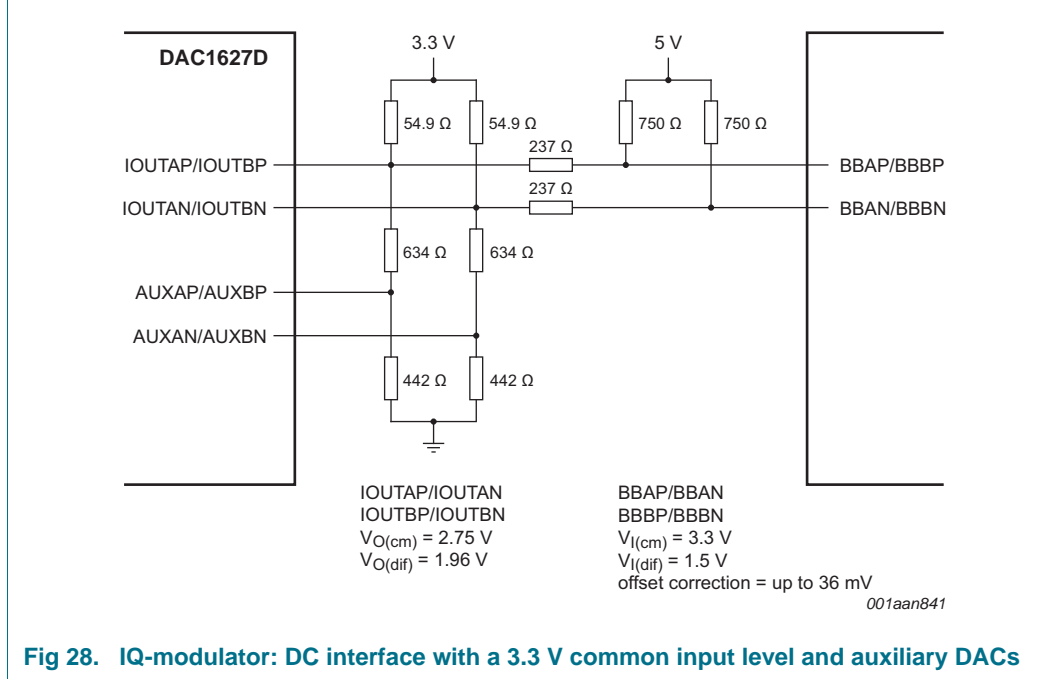 DAC1627D
3.3 V
5 V
54.9 Ω
54.9 Ω
750 Ω
750 Ω
237 Ω
IOUTAP/IOUTBP
BBAP/BBBP
237 Ω
IOUTAN/IOUTBN
BBAN/BBBN
634 Ω
634 Ω
AUXAP/AUXBP
AUXAN/AUXBN
442 Ω
442 Ω
IOUTAP/IOUTAN
IOUTBP/IOUTBN
VO(cm) = 2.75 V
VO(dif) = 1.96 V
BBAP/BBAN
BBBP/BBBN
VI(cm) = 3.3 V
VI(dif) = 1.5 V
offset correction = up to 36 mV
001aan841
Fig 28. IQ-modulator: DC interface with a 3.3 V common input level and auxiliary DACs